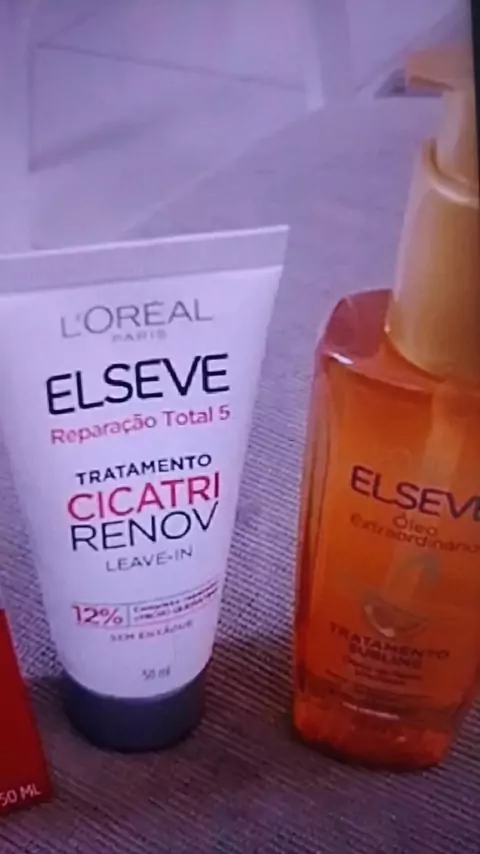 L'ORÉAL
PARIS
ELSEVE
Reparação Total 5
TRATAMENTO
CICATRI
RENOV
LEAVE-IN
12%
SEM ENXÁGUE
50 ml
50 ML
ELSEVE
Óleo
Extraordinário
TRATAMENTO
SUBLIME